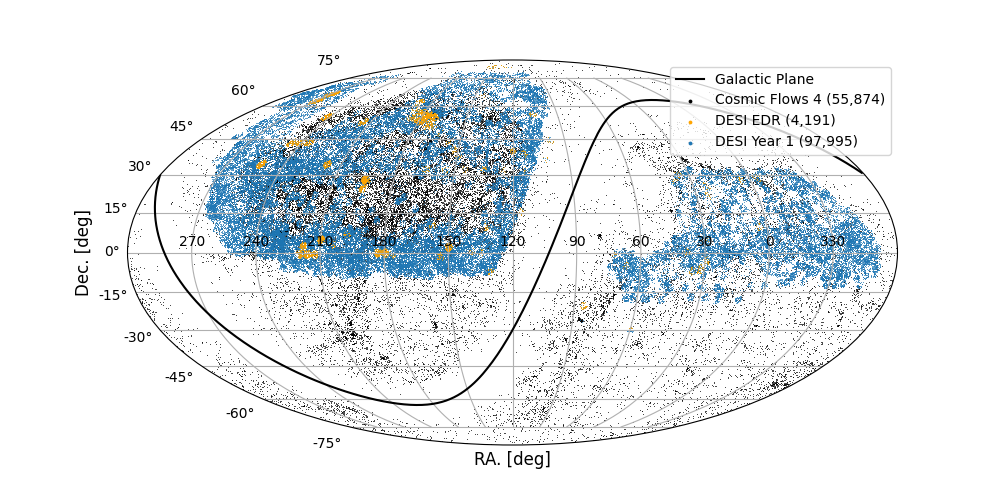 75°
60°
45°
30°
15°
0°
-15°
-30°
-45°
-60°
-75°
Dec. [deg]
270 240 210 180 150 120 90 60 30 0 330
RA. [deg]
Galactic Plane
Cosmic Flows 4 (55,874)
DESI EDR (4,191)
DESI Year 1 (97,995)